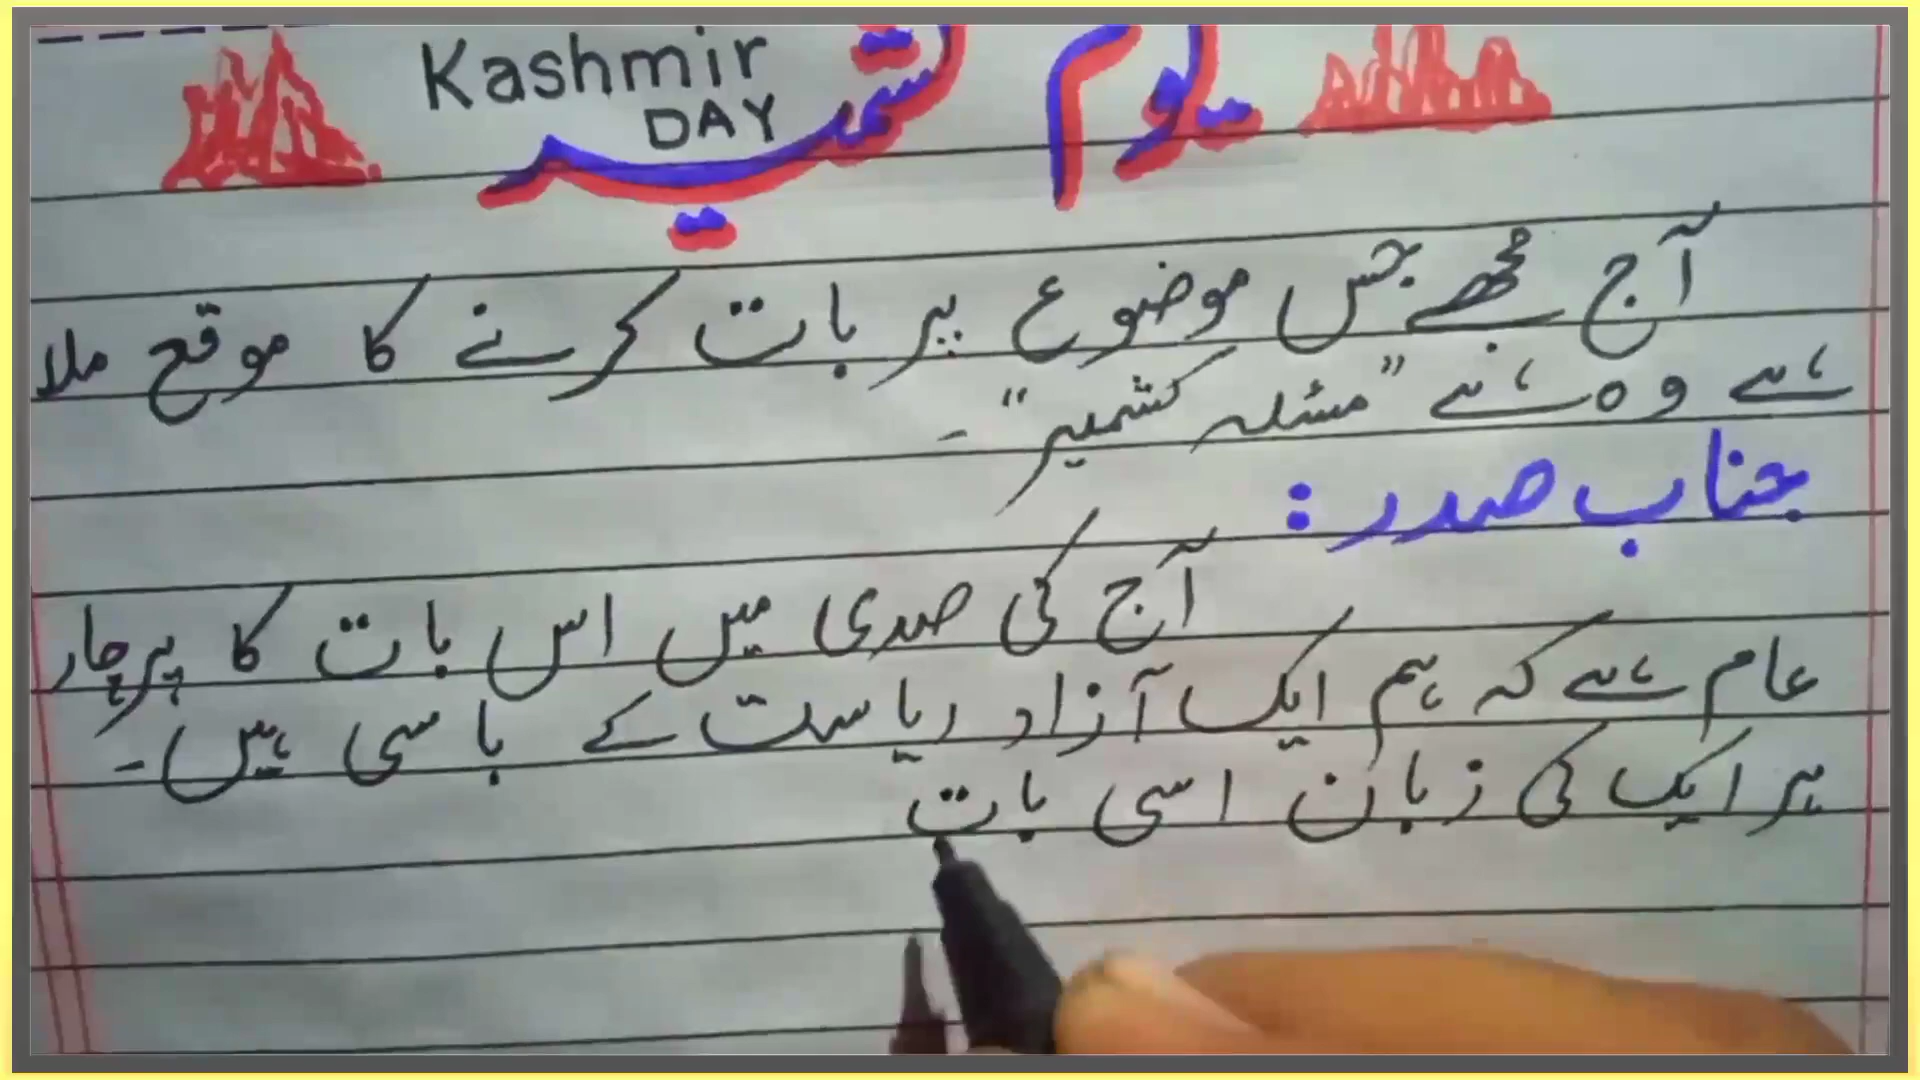 یوم کشمیر
Kashmir
DAY
آج مجھے جس موضوع پر بات کرنے کا موقع ملا
ہے وہ ہے "مسئلہ کشمیر"۔
جناب صدر:
آج کی صدی میں اس بات کا پرچار
عام ہے کہ ہم ایک آزاد ریاست کے باسی ہیں۔
ہر ایک کی زبان اسی بات